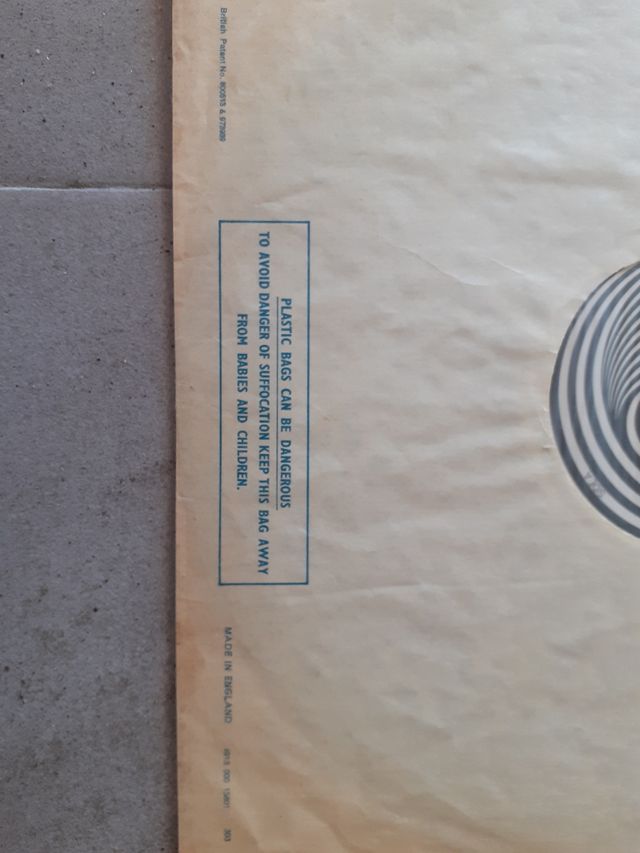 British Patent No. 800513 &
PLASTIC BAGS CAN BE DANGEROUS
TO AVOID DANGER OF SUFFOCATION KEEP THIS BAG AWAY
FROM BABIES AND CHILDREN.
MADE IN ENGLAND